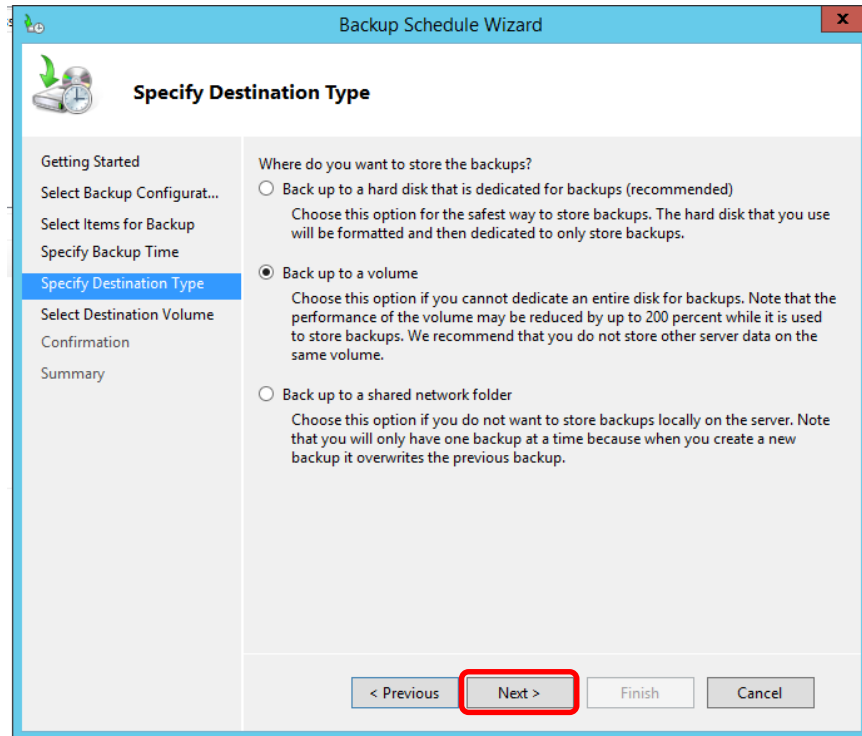 Backup Schedule Wizard
x
Specify Destination Type
Getting Started
Select Backup Configurat...
Select Items for Backup
Specify Backup Time
Specify Destination Type
Select Destination Volume
Confirmation
Summary
Where do you want to store the backups?
Back up to a hard disk that is dedicated for backups (recommended)
Choose this option for the safest way to store backups. The hard disk that you use
will be formatted and then dedicated to only store backups.
Back up to a volume
Choose this option if you cannot dedicate an entire disk for backups. Note that the
performance of the volume may be reduced by up to 200 percent while it is used
to store backups. We recommend that you do not store other server data on the
same volume.
Back up to a shared network folder
Choose this option if you do not want to store backups locally on the server. Note
that you will only have one backup at a time because when you create a new
backup it overwrites the previous backup.
< Previous
Next >
Finish
Cancel